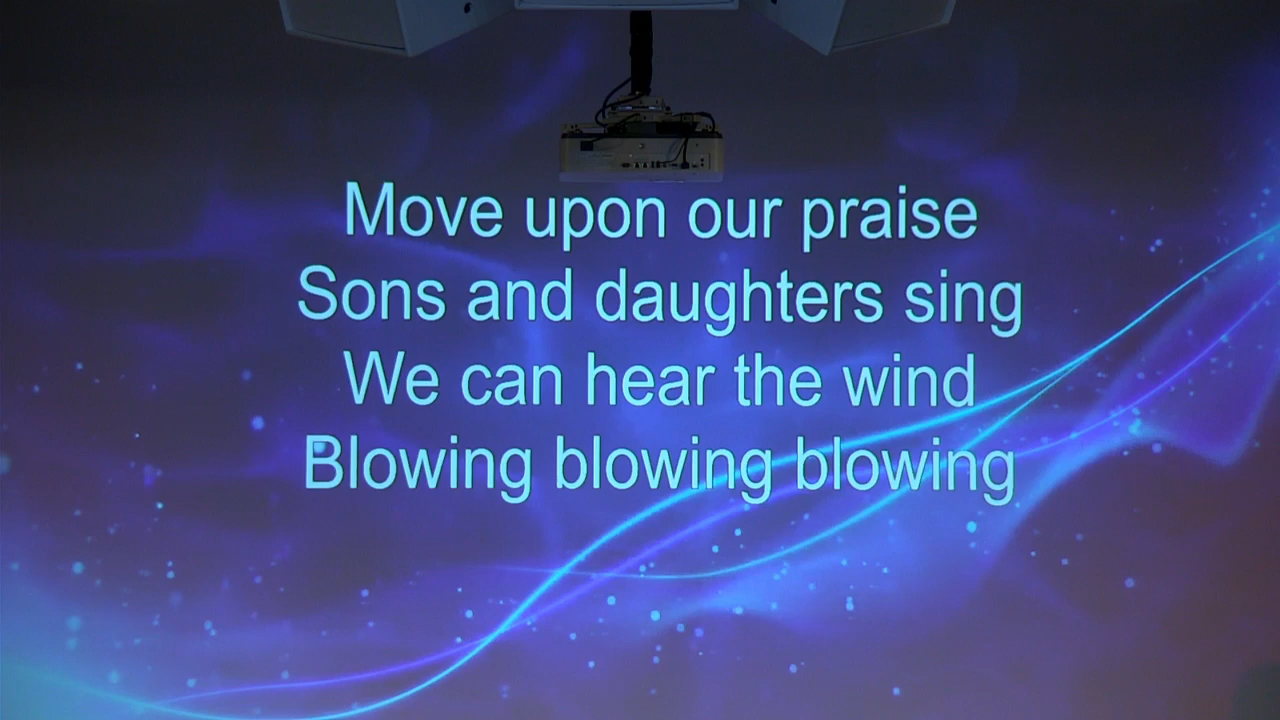 Move upon our praise
Sons and daughters sing
We can hear the wind
Blowing blowing blowing